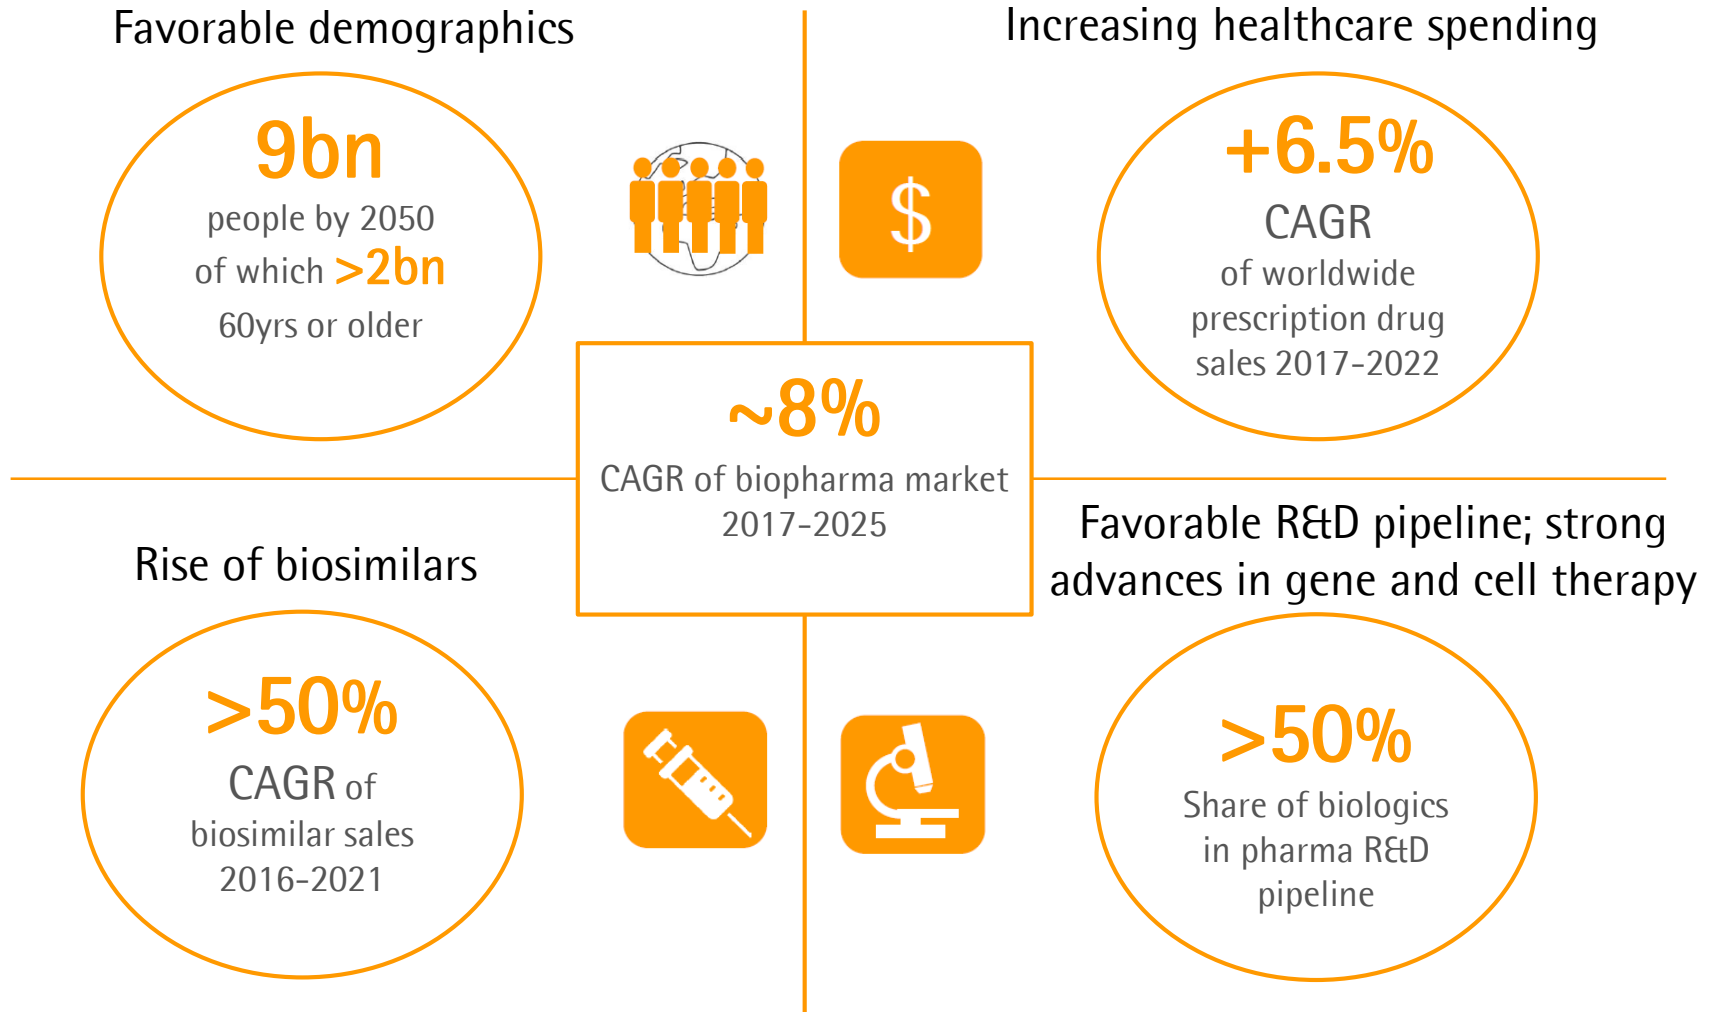 Favorable demographics
9bn
people by 2050
of which >2bn
60yrs or older
Increasing healthcare spending
$
+6.5%
CAGR
of worldwide
prescription drug
sales 2017-2022
~8%
CAGR of biopharma market
2017-2025
Rise of biosimilars
>50%
CAGR of
biosimilar sales
2016-2021
Favorable R&D pipeline; strong
advances in gene and cell therapy
>50%
Share of biologics
in pharma R&D
pipeline